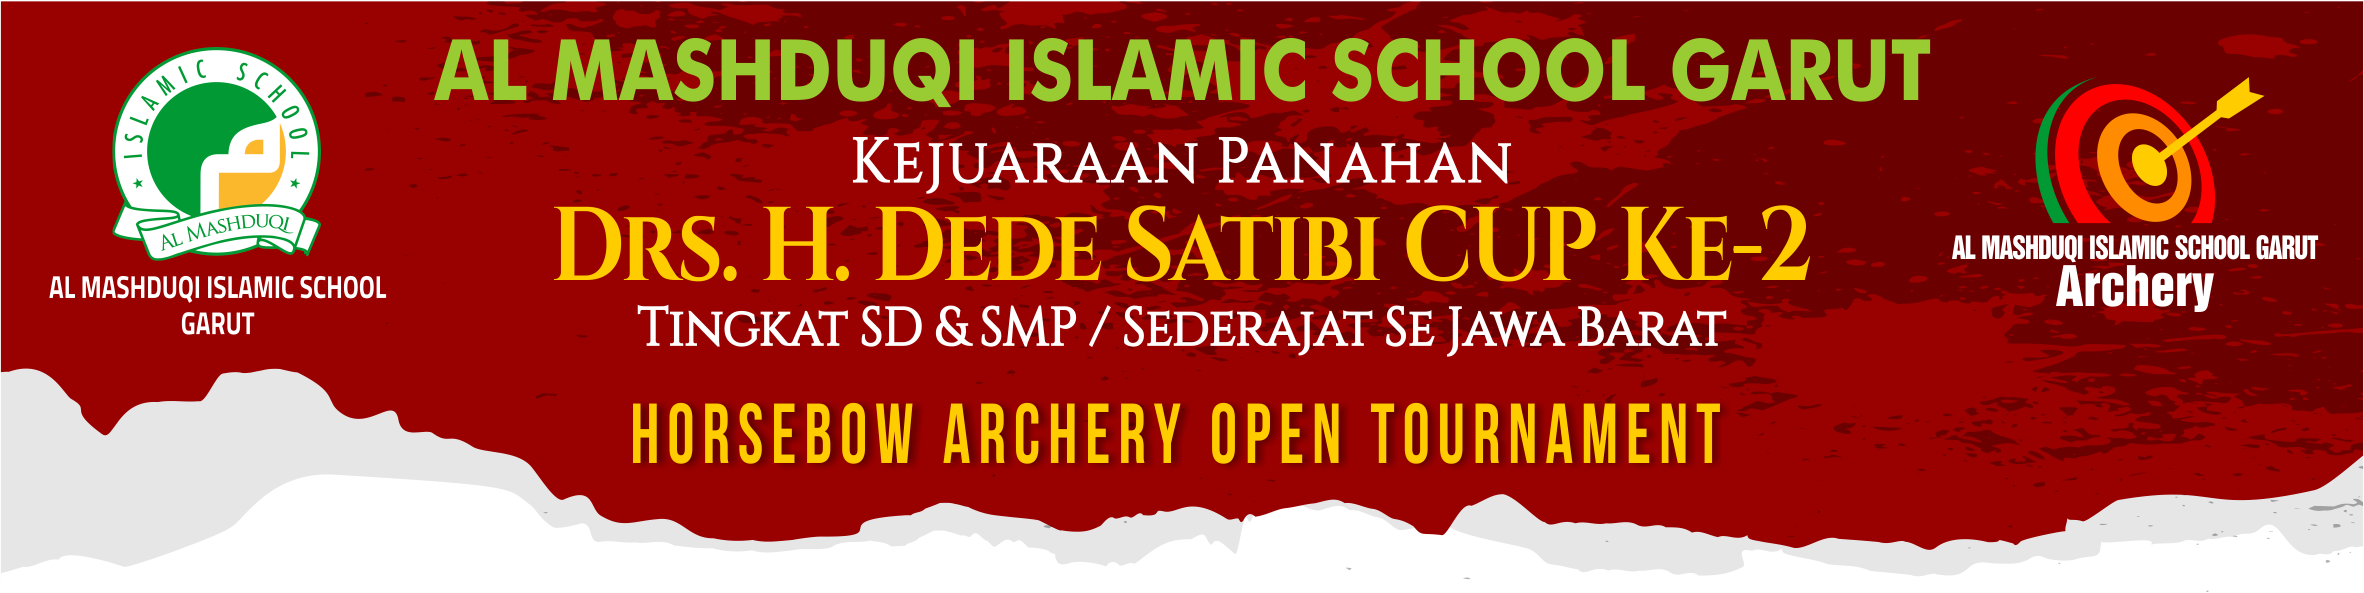 AL MASHDUQI ISLAMIC SCHOOL GARUT
KEJUARAAN PANAHAN
DRS. H. DEDE SATIBI CUP KE-2
TINGKAT SD & SMP / SEDERAJAT SE JAWA BARAT
HORSEBOW ARCHERY OPEN TOURNAMENT
ISLAMIC SCHOOL
AL MASHDUQI
AL MASHDUQI ISLAMIC SCHOOL
GARUT
AL MASHDUQI ISLAMIC SCHOOL GARUT
Archery